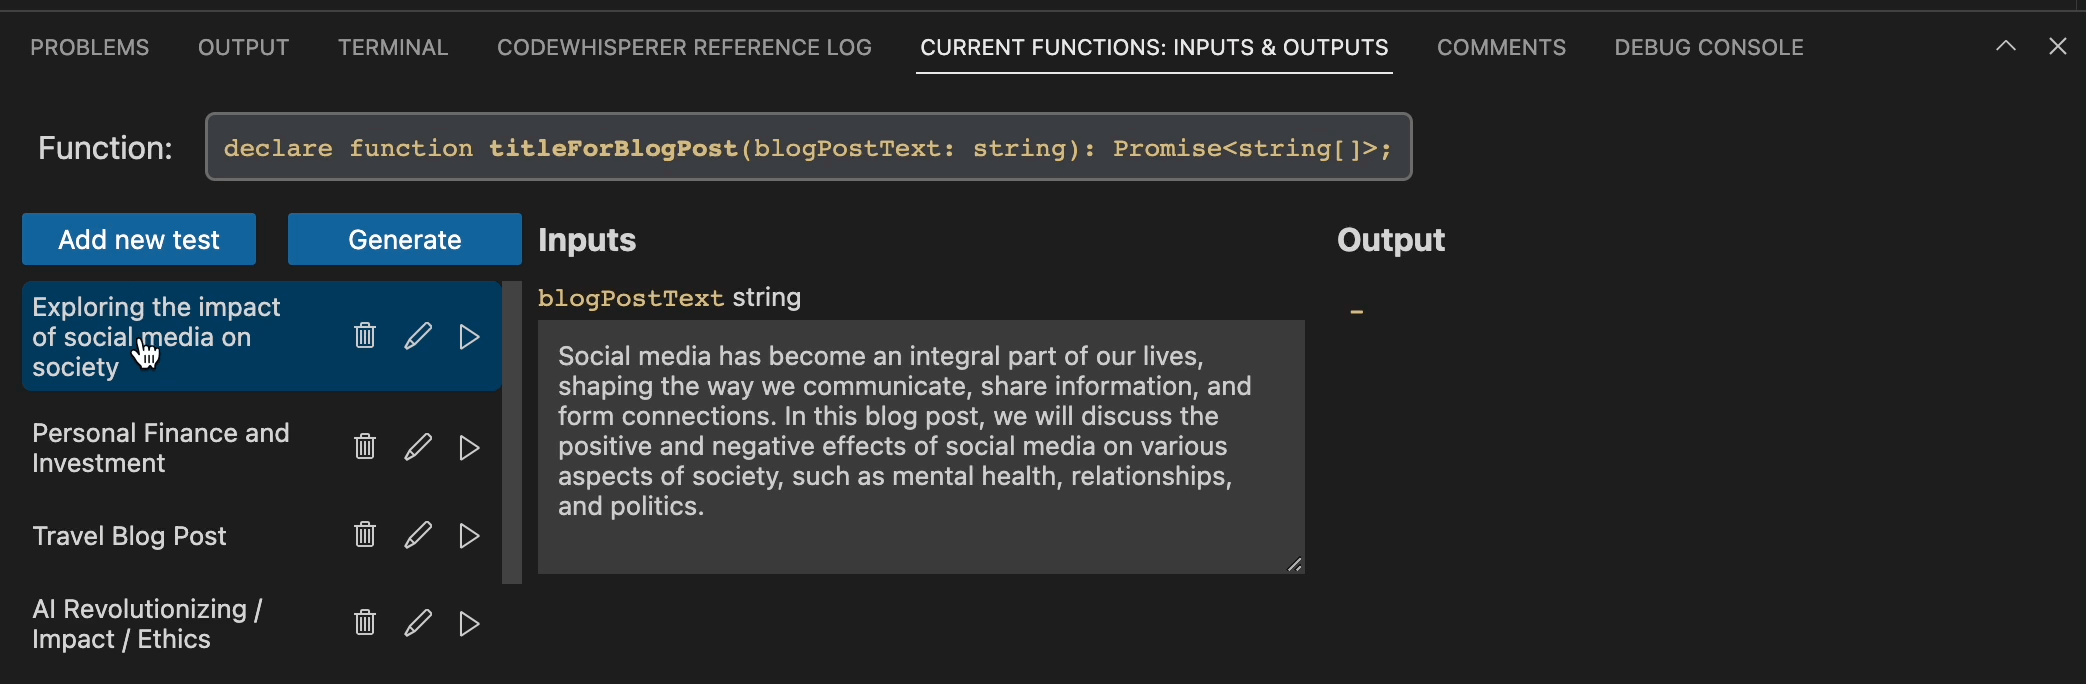 PROBLEMS OUTPUT TERMINAL CODEWHISPERER REFERENCE LOG CURRENT FUNCTIONS: INPUTS & OUTPUTS COMMENTS DEBUG CONSOLE
Function: declare function titleForBlogPost(blogPostText: string): Promise<string[]>;
Add new test Generate
Exploring the impact
of social media on
society
Personal Finance and
Investment
Travel Blog Post
AI Revolutionizing /
Impact / Ethics
Inputs
blogPostText string
Social media has become an integral part of our lives,
shaping the way we communicate, share information, and
form connections. In this blog post, we will discuss the
positive and negative effects of social media on various
aspects of society, such as mental health, relationships,
and politics.
Output
–